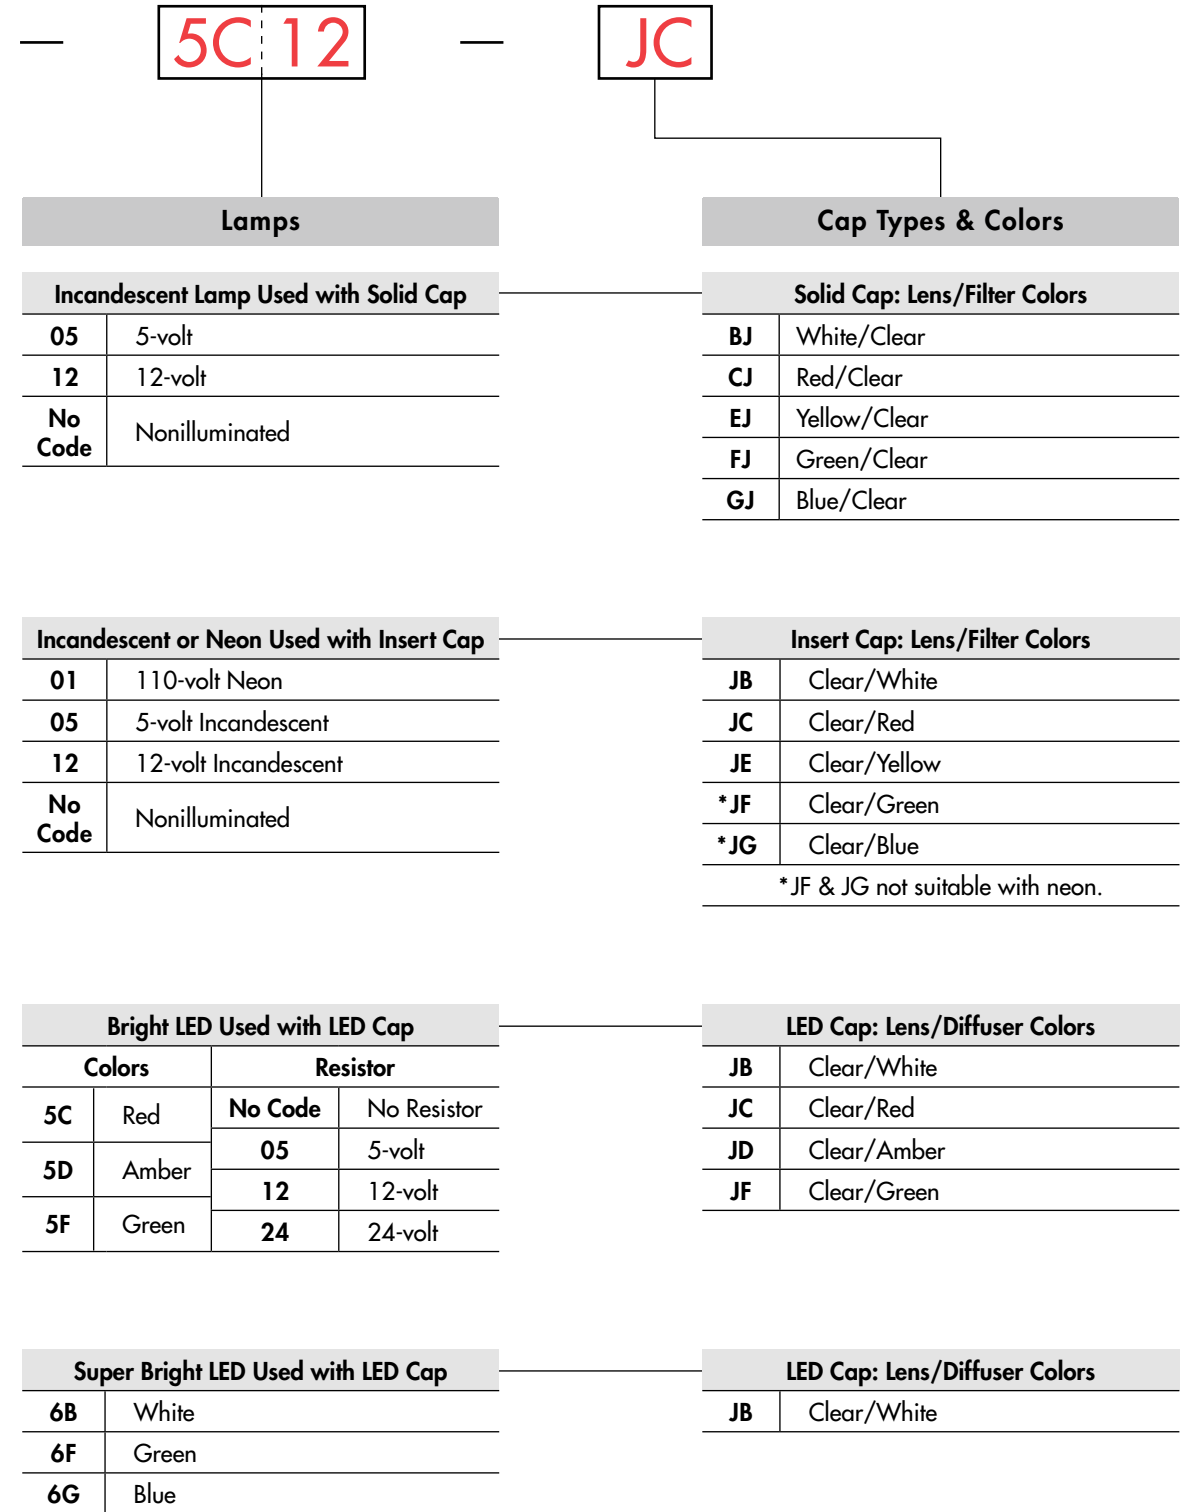 — 5C 12 — JC
Lamps
Cap Types & Colors
Incandescent Lamp Used with Solid Cap
05 5-volt
12 12-volt
No Code Nonilluminated
Solid Cap: Lens/Filter Colors
BJ White/Clear
CJ Red/Clear
EJ Yellow/Clear
FJ Green/Clear
GJ Blue/Clear
Incandescent or Neon Used with Insert Cap
01 110-volt Neon
05 5-volt Incandescent
12 12-volt Incandescent
No Code Nonilluminated
Insert Cap: Lens/Filter Colors
JB Clear/White
JC Clear/Red
JE Clear/Yellow
*JF Clear/Green
*JG Clear/Blue
*JF & JG not suitable with neon.
Bright LED Used with LED Cap
Colors Resistor
5C Red
5D Amber
5F Green
No Code No Resistor
05 5-volt
12 12-volt
24 24-volt
LED Cap: Lens/Diffuser Colors
JB Clear/White
JC Clear/Red
JD Clear/Amber
JF Clear/Green
Super Bright LED Used with LED Cap
6B White
6F Green
6G Blue
LED Cap: Lens/Diffuser Colors
JB Clear/White